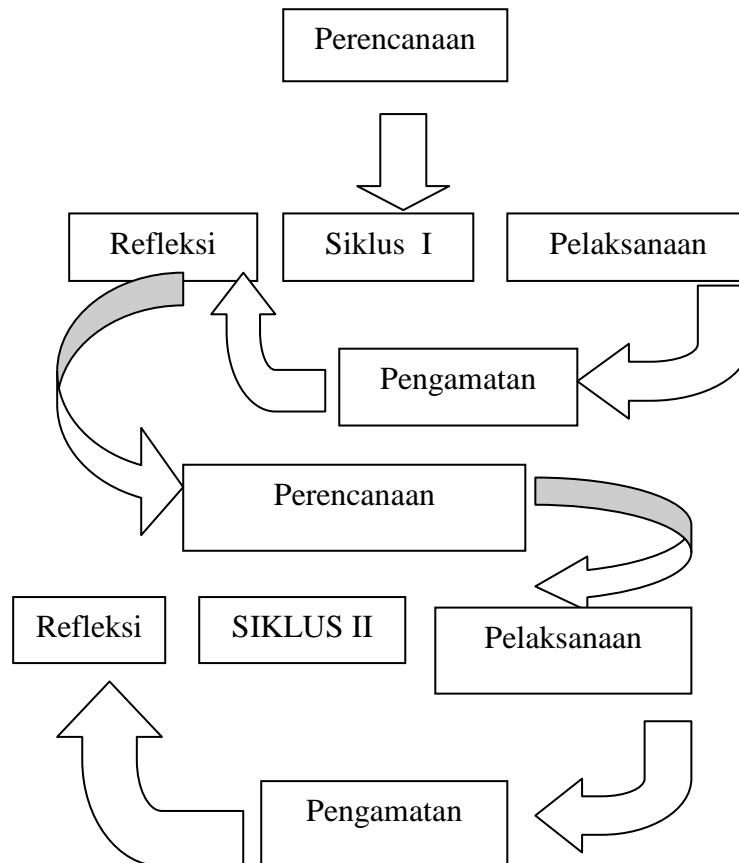 Perencanaan
Refleksi
Siklus I
Pelaksanaan
Pengamatan
Perencanaan
Refleksi
SIKLUS II
Pelaksanaan
Pengamatan